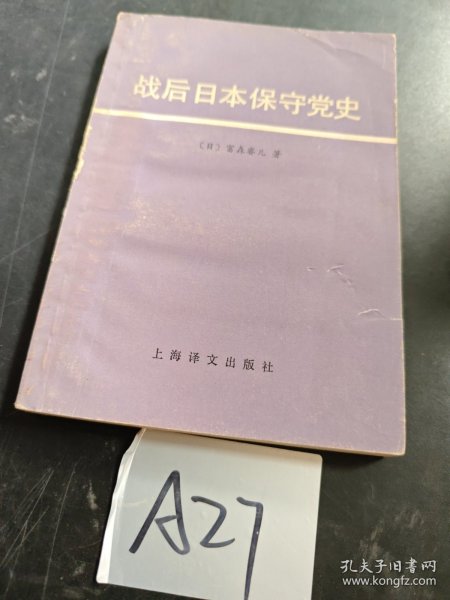 战后日本保守党史
〔日〕富森睿儿 著
上海译文出版社
A27
孔夫子旧书网
www.kongfz.com